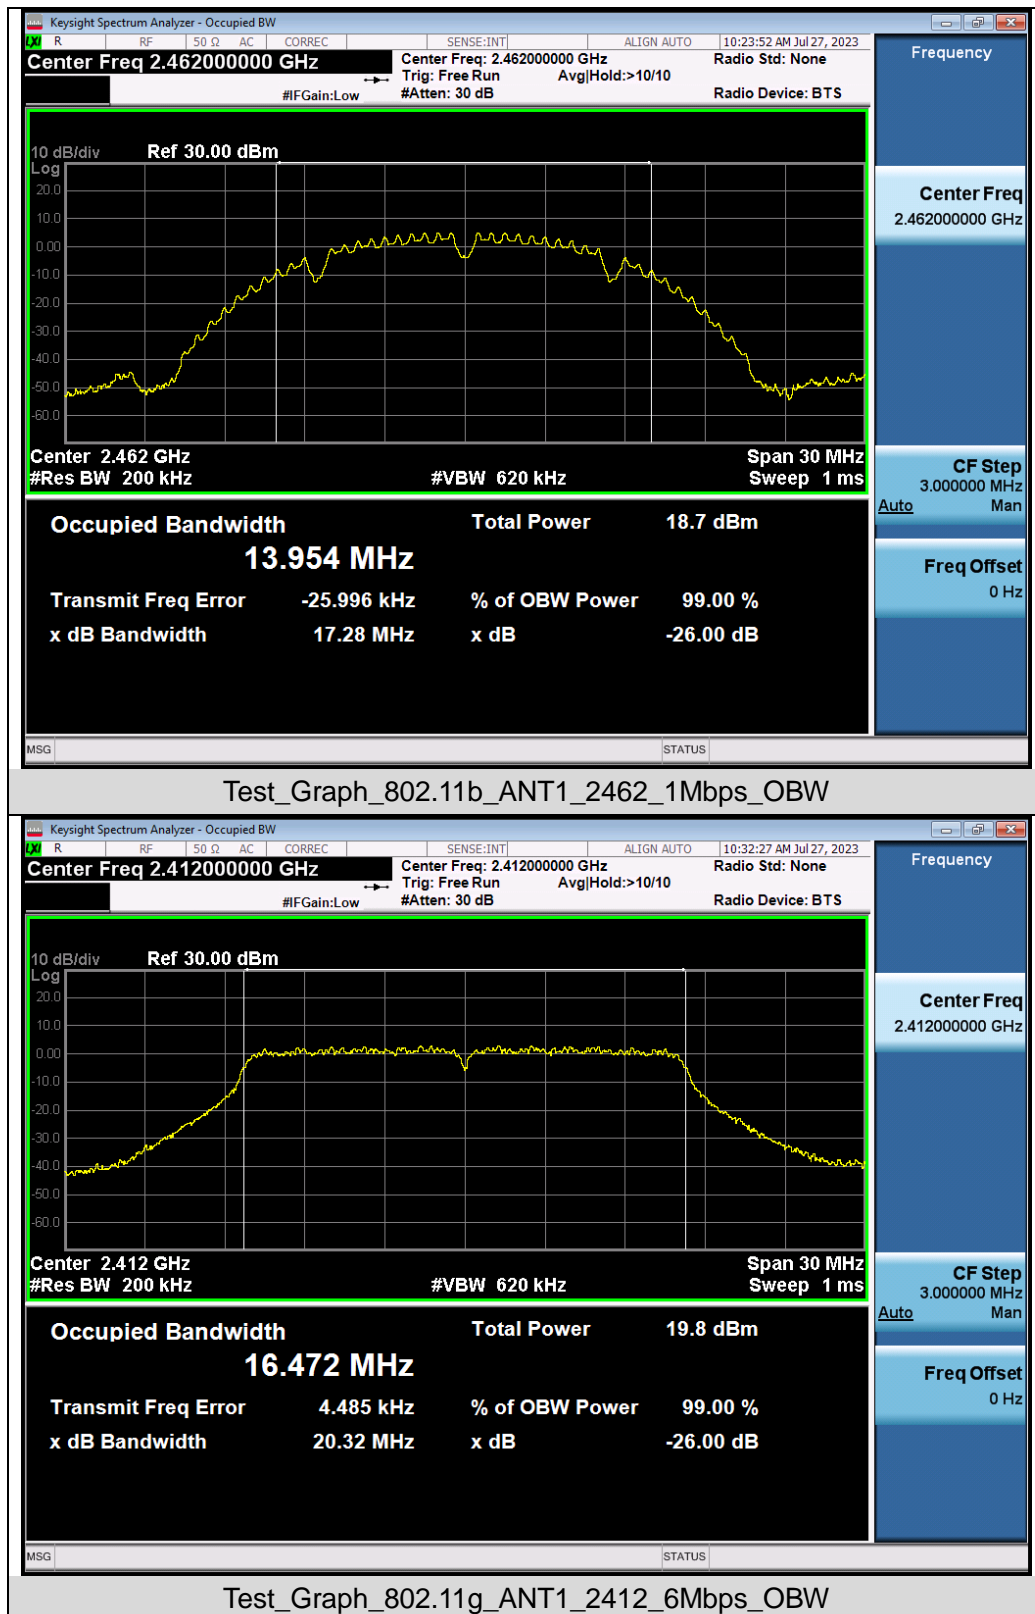 Keysight Spectrum Analyzer - Occupied BW
LXI R RF 50 Ω AC CORREC SENSE:INT ALIGN AUTO 10:23:52 AM Jul 27, 2023
Center Freq 2.462000000 GHz
Center Freq: 2.462000000 GHz
Radio Std: None
Trig: Free Run Avg|Hold:>10/10
#IFGain:Low
#Atten: 30 dB
Radio Device: BTS
Frequency
10 dB/div Ref 30.00 dBm
Log
20.0
10.0
0.00
-10.0
-20.0
-30.0
-40.0
-50.0
-60.0
Center 2.462 GHz Span 30 MHz
#Res BW 200 kHz #VBW 620 kHz Sweep 1 ms
Center Freq
2.462000000 GHz
CF Step
3.000000 MHz
Auto Man
Freq Offset
0 Hz
Occupied Bandwidth Total Power 18.7 dBm
13.954 MHz
Transmit Freq Error -25.996 kHz % of OBW Power 99.00 %
x dB Bandwidth 17.28 MHz x dB -26.00 dB
MSG STATUS
Test_Graph_802.11b_ANT1_2462_1Mbps_OBW
Keysight Spectrum Analyzer - Occupied BW
LXI R RF 50 Ω AC CORREC SENSE:INT ALIGN AUTO 10:32:27 AM Jul 27, 2023
Center Freq 2.412000000 GHz
Center Freq: 2.412000000 GHz
Radio Std: None
Trig: Free Run Avg|Hold:>10/10
#IFGain:Low
#Atten: 30 dB
Radio Device: BTS
Frequency
10 dB/div Ref 30.00 dBm
Log
20.0
10.0
0.00
-10.0
-20.0
-30.0
-40.0
-50.0
-60.0
Center 2.412 GHz Span 30 MHz
#Res BW 200 kHz #VBW 620 kHz Sweep 1 ms
Center Freq
2.412000000 GHz
CF Step
3.000000 MHz
Auto Man
Freq Offset
0 Hz
Occupied Bandwidth Total Power 19.8 dBm
16.472 MHz
Transmit Freq Error 4.485 kHz % of OBW Power 99.00 %
x dB Bandwidth 20.32 MHz x dB -26.00 dB
MSG STATUS
Test_Graph_802.11g_ANT1_2412_6Mbps_OBW